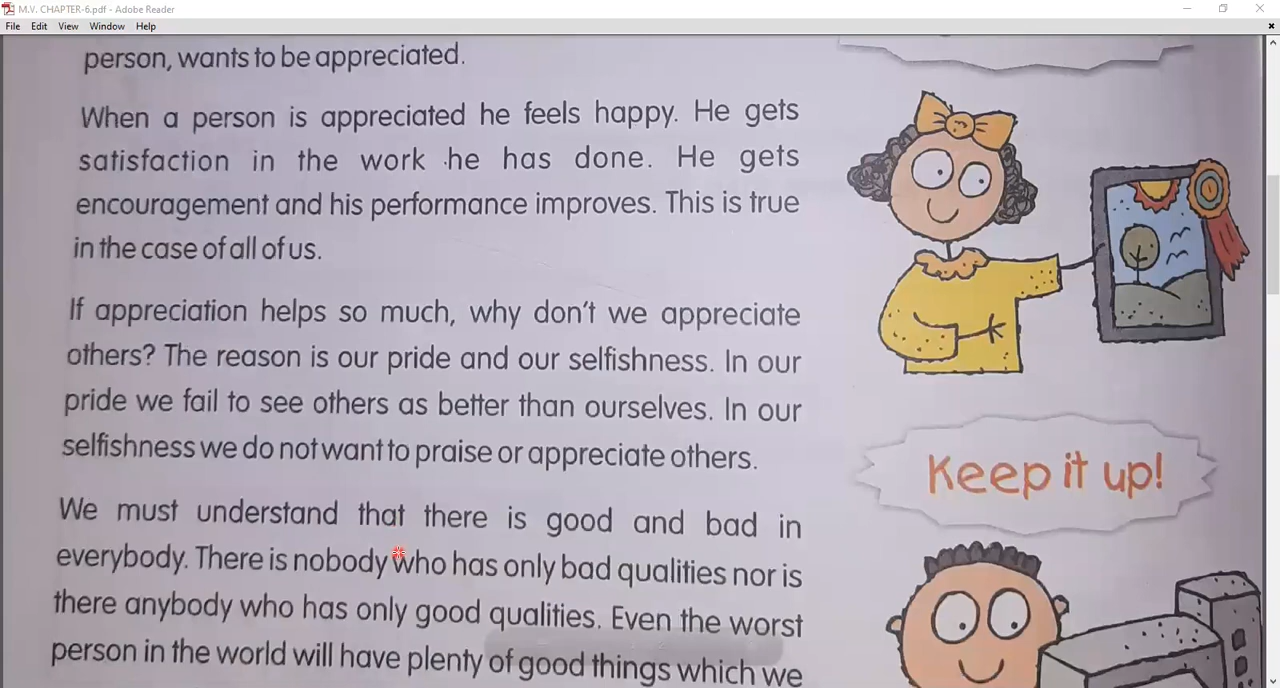 M.V. CHAPTER-6.pdf - Adobe Reader
File Edit View Window Help
person, wants to be appreciated.
When a person is appreciated he feels happy. He gets
satisfaction in the work he has done. He gets
encouragement and his performance improves. This is true
in the case of all of us.
If appreciation helps so much, why don't we appreciate
others? The reason is our pride and our selfishness. In our
pride we fail to see others as better than ourselves. In our
selfishness we do not want to praise or appreciate others.
Keep it up!
We must understand that there is good and bad in
everybody. There is nobody who has only bad qualities nor is
there anybody who has only good qualities. Even the worst
person in the world will have plenty of good things which we